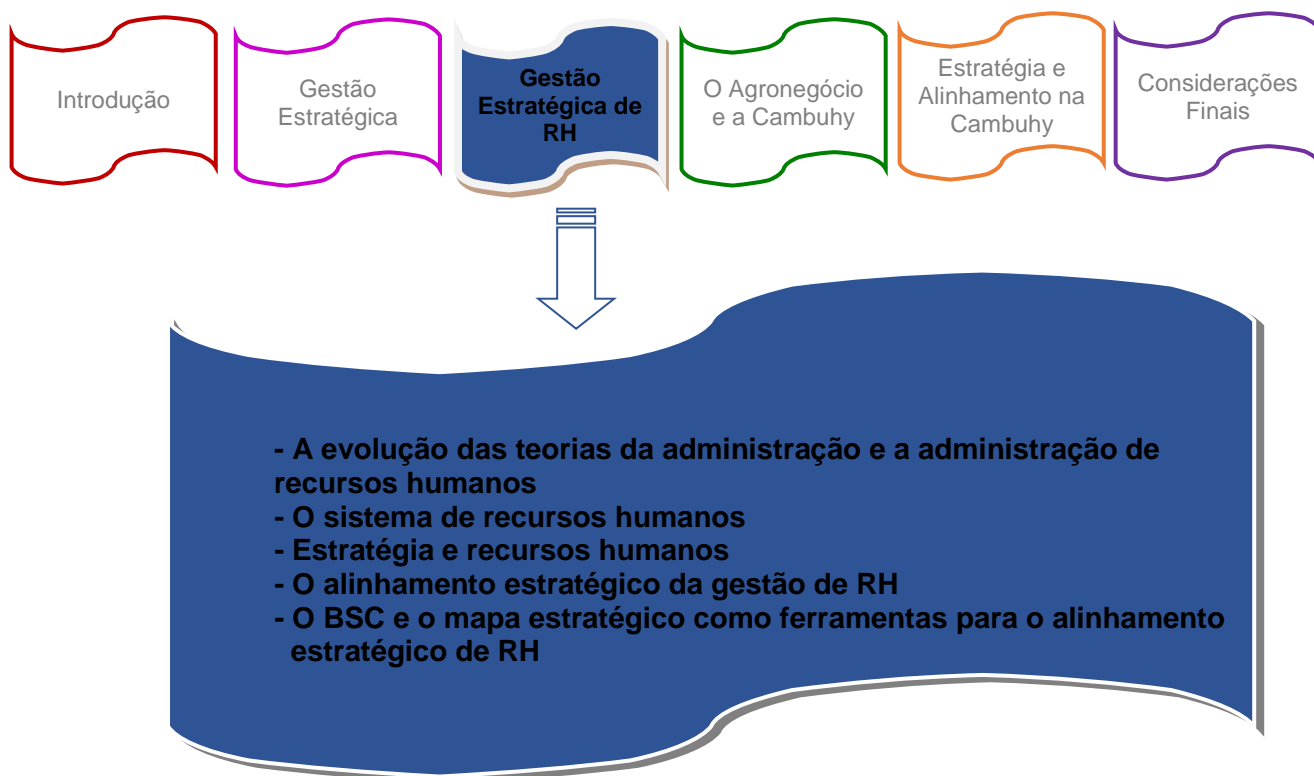 Introdução
Gestão
Estratégica
Gestão
Estratégica de
RH
O Agronegócio
e a Cambuhy
Estratégia e
Alinhamento na
Cambuhy
Considerações
Finais
- A evolução das teorias da administração e a administração de
recursos humanos
- O sistema de recursos humanos
- Estratégia e recursos humanos
- O alinhamento estratégico da gestão de RH
- O BSC e o mapa estratégico como ferramentas para o alinhamento
estratégico de RH